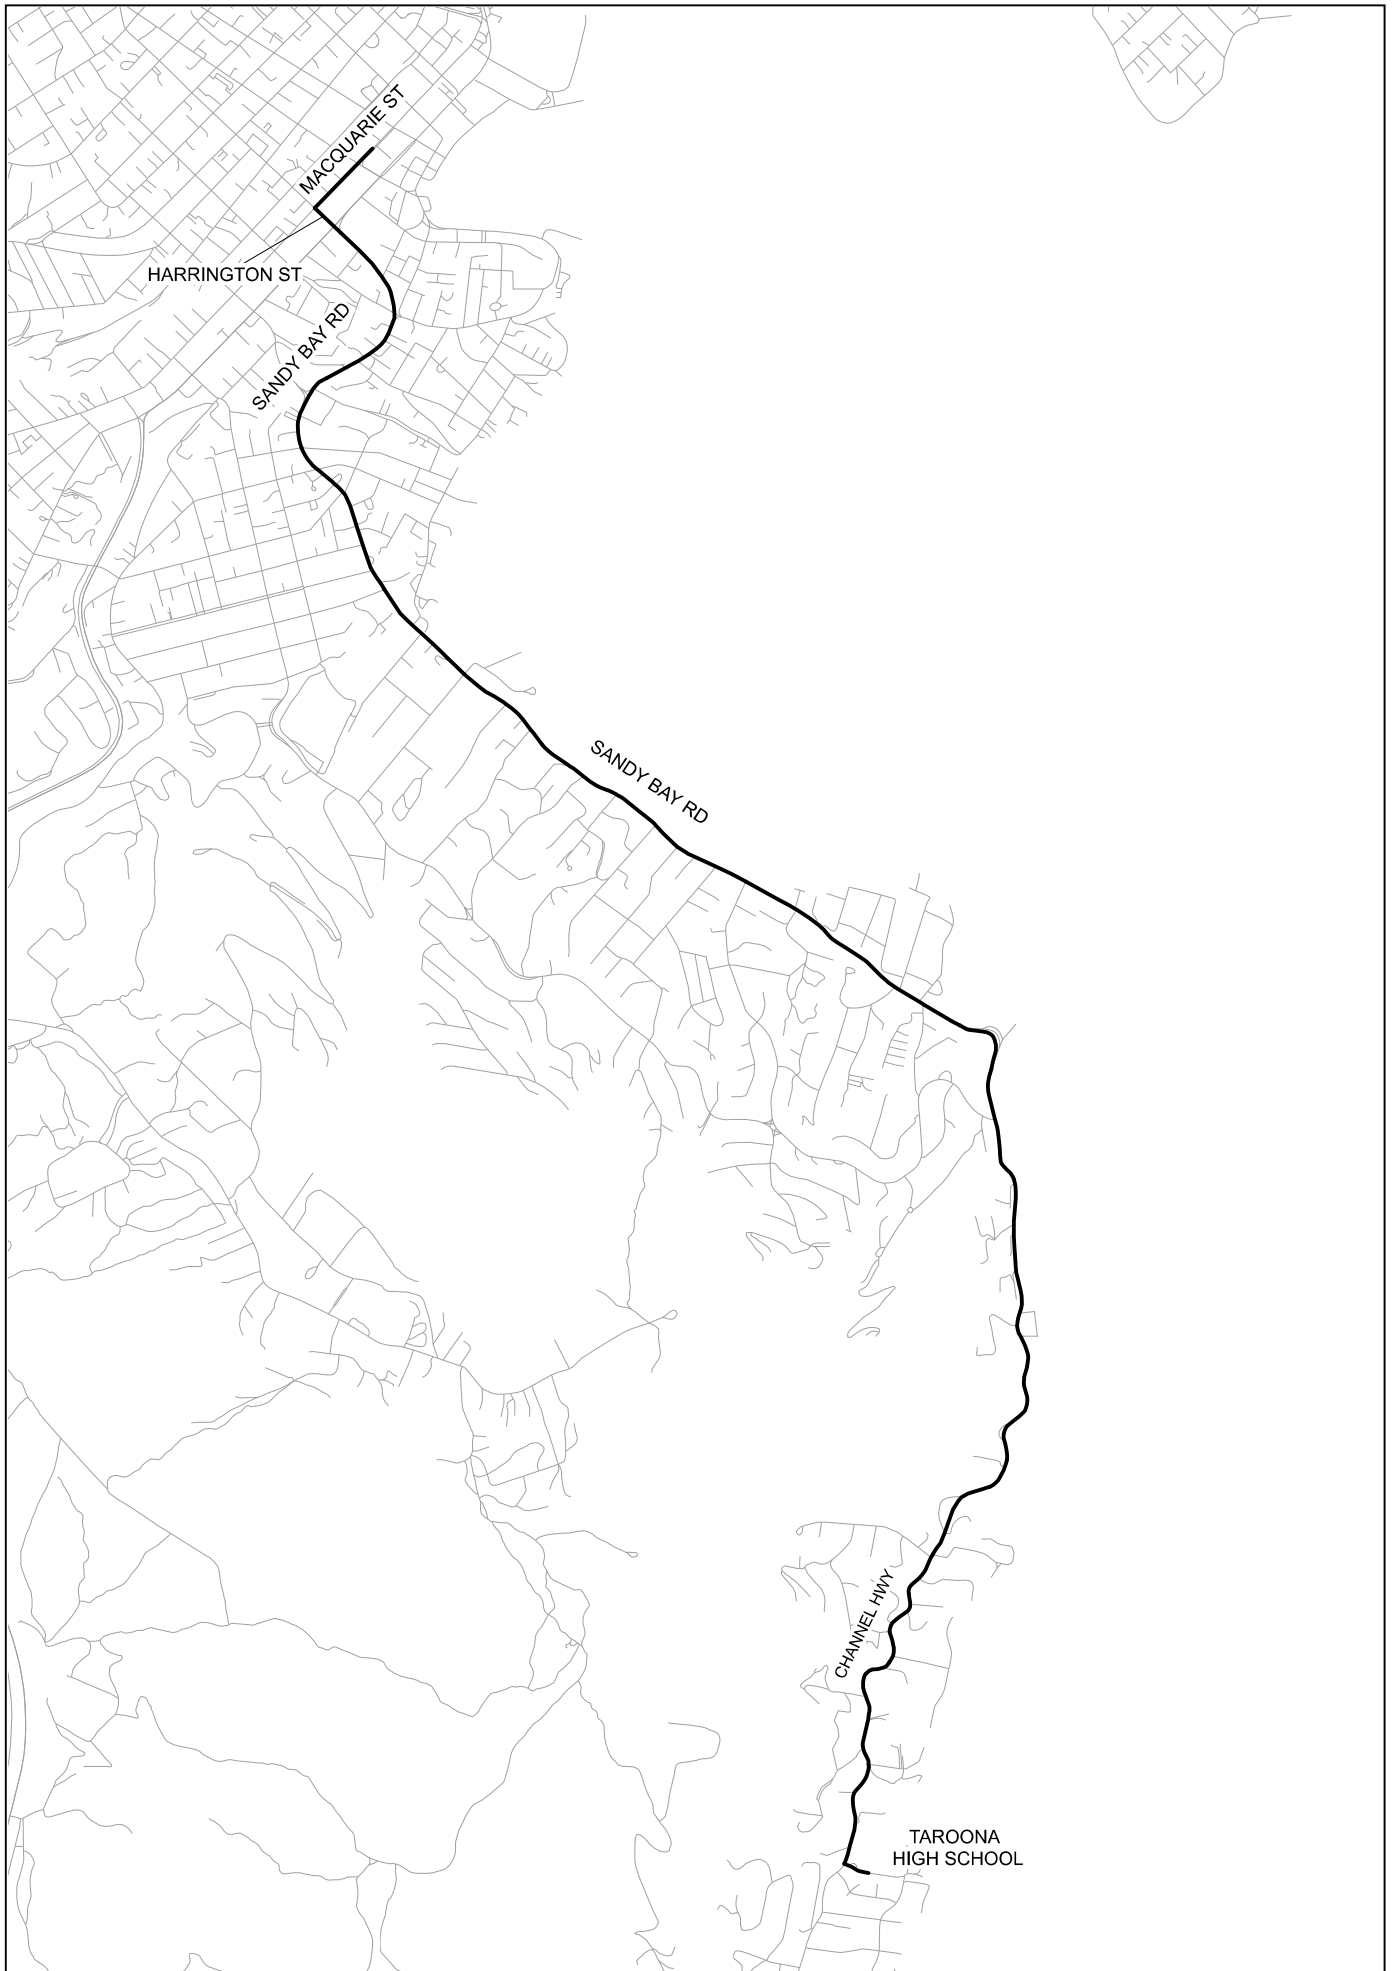 MACQUARIE ST
HARRINGTON ST
SANDY BAY RD
SANDY BAY RD
CHANNEL HWY
TAROONA
HIGH SCHOOL